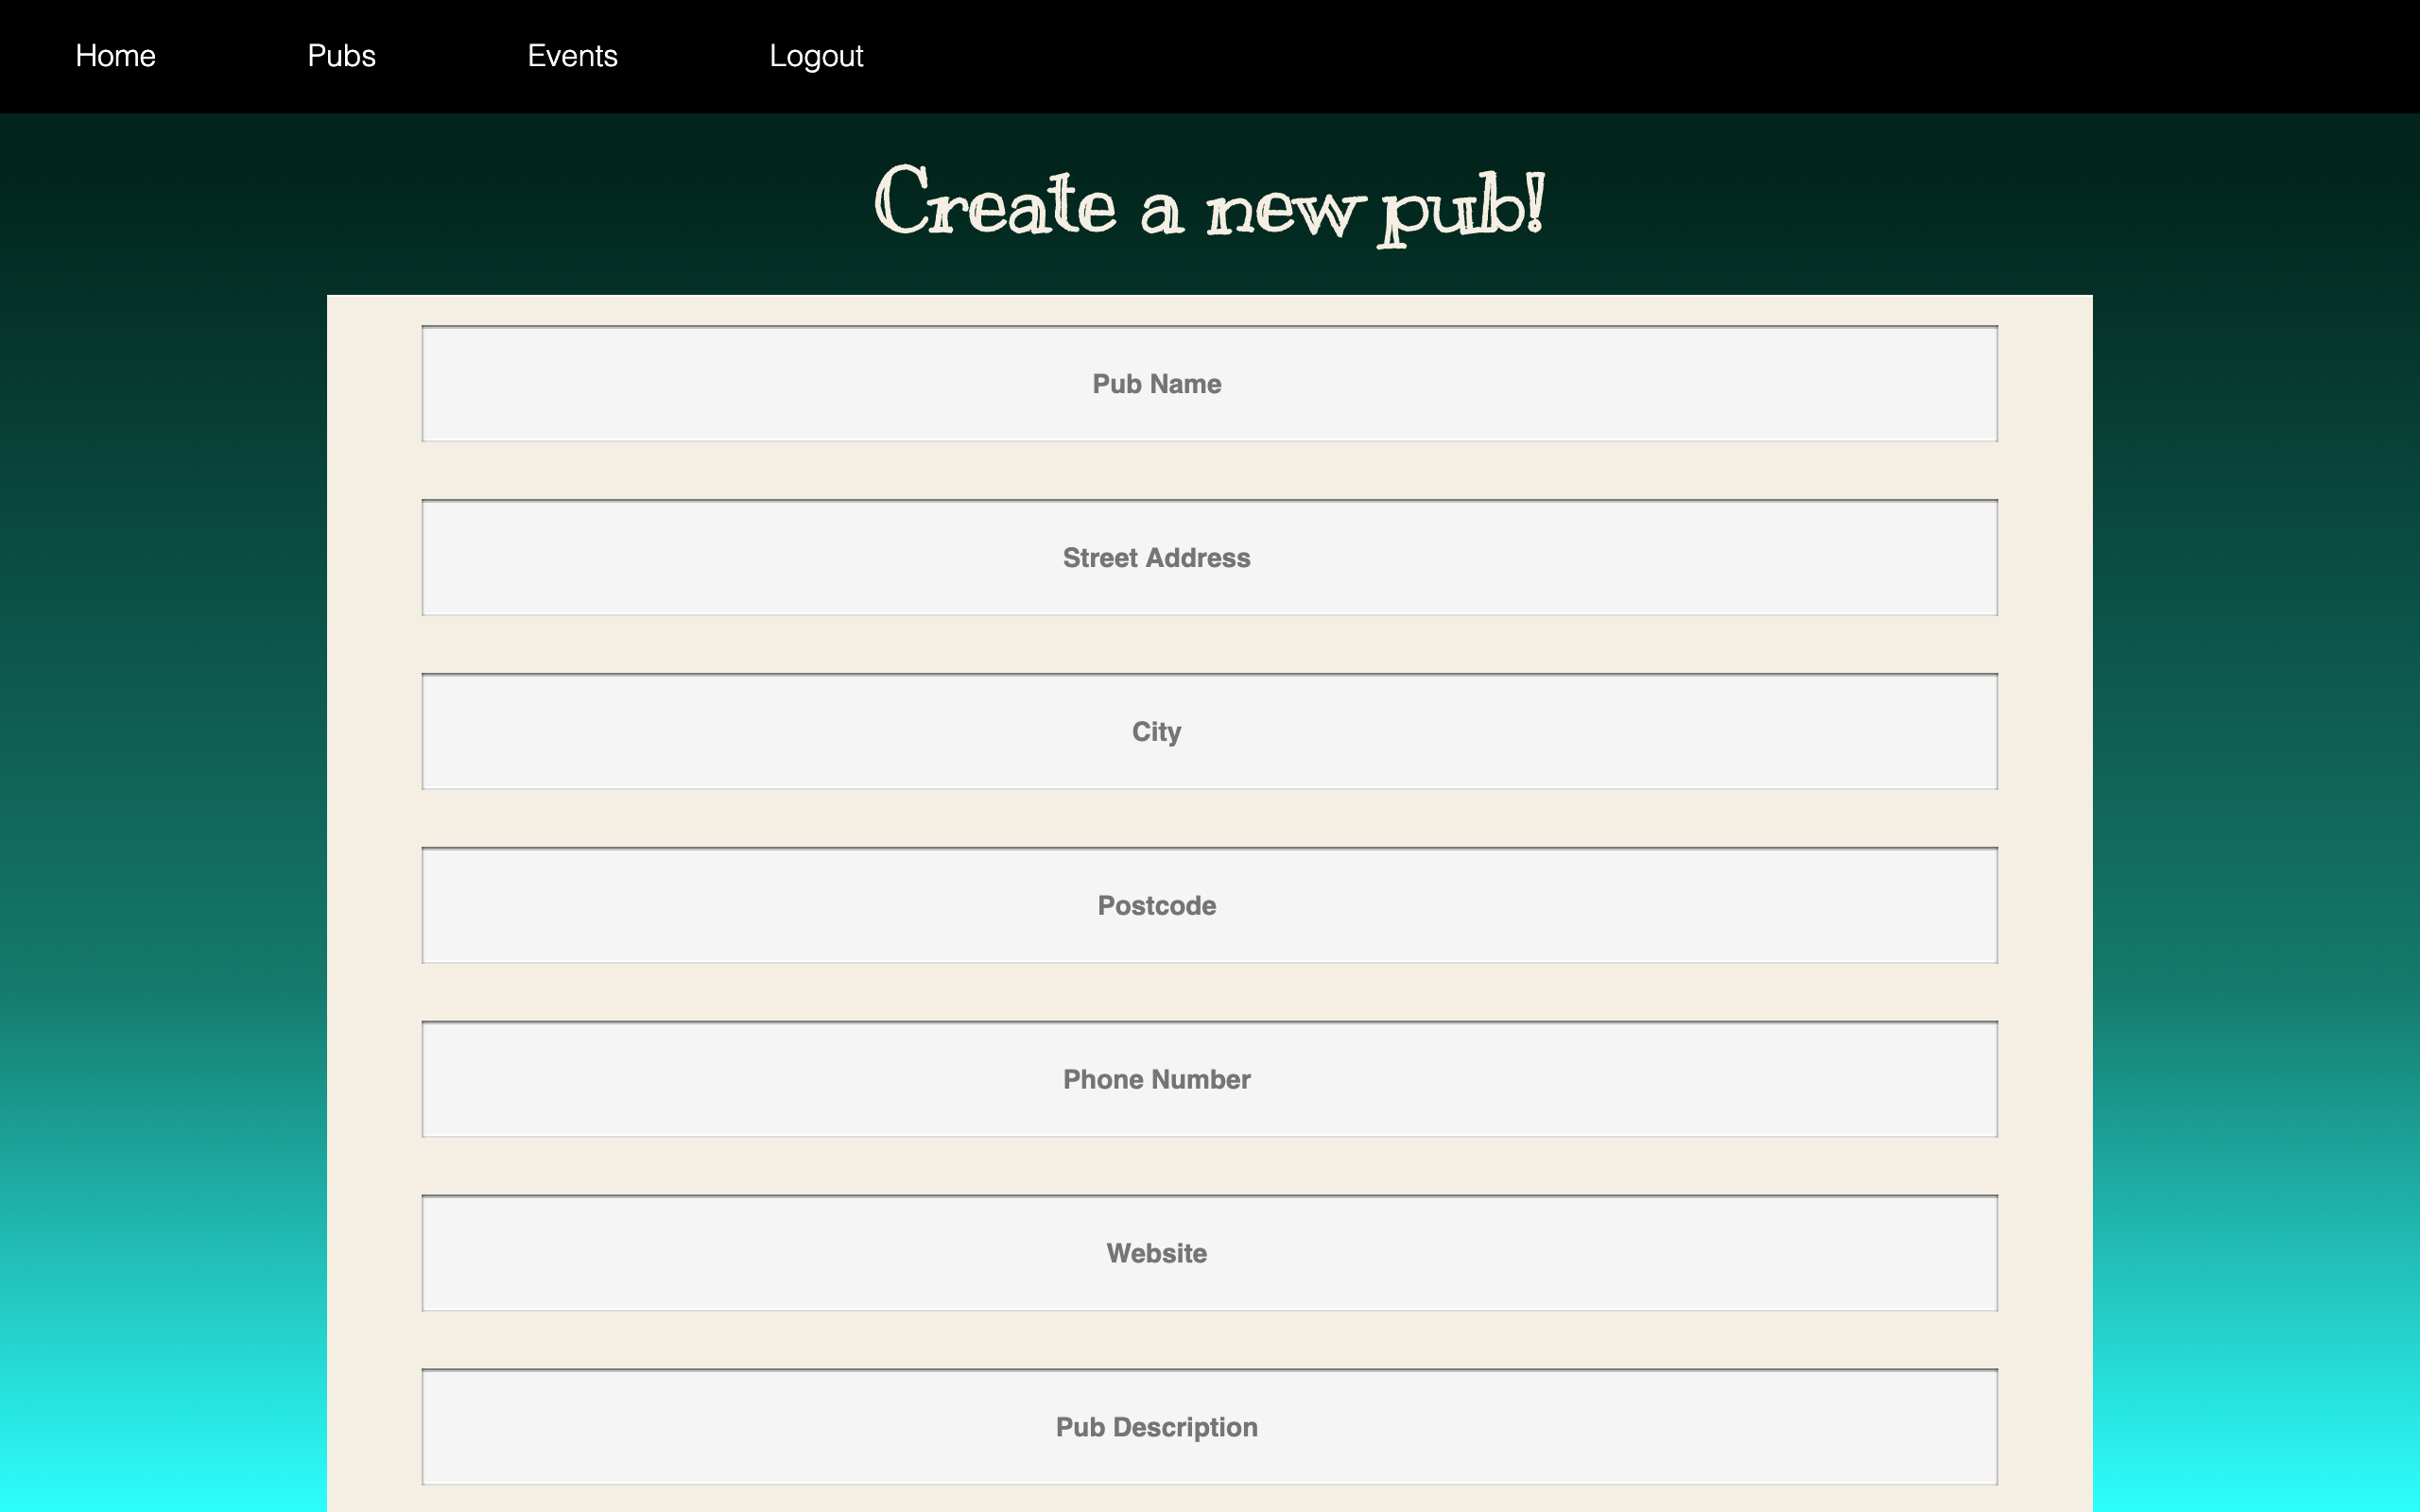 Home Pubs Events Logout
Create a new pub!
Pub Name
Street Address
City
Postcode
Phone Number
Website
Pub Description